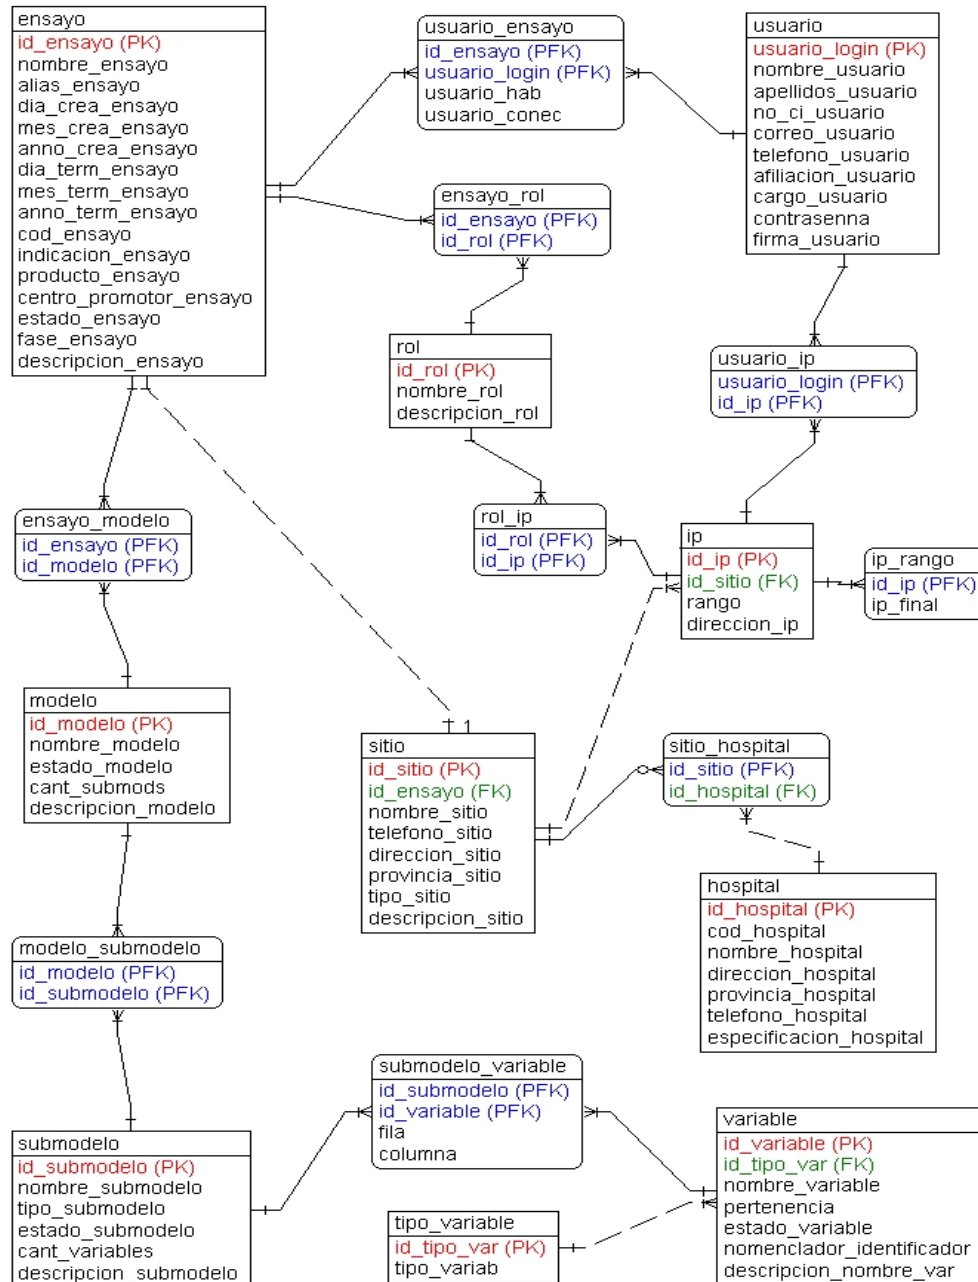 ensayo
id_ensayo (PK)
nombre_ensayo
alias_ensayo
dia_crea_ensayo
mes_crea_ensayo
anno_crea_ensayo
dia_term_ensayo
mes_term_ensayo
anno_term_ensayo
cod_ensayo
indicacion_ensayo
producto_ensayo
centro_promotor_ensayo
estado_ensayo
fase_ensayo
descripcion_ensayo
usuario_ensayo
id_ensayo (PFK)
usuario_login (PFK)
usuario_hab
usuario_conec
usuario
usuario_login (PK)
nombre_usuario
apellidos_usuario
no_ci_usuario
correo_usuario
telefono_usuario
afiliacion_usuario
cargo_usuario
contrasenna
firma_usuario
ensayo_rol
id_ensayo (PFK)
id_rol (PFK)
rol
id_rol (PK)
nombre_rol
descripcion_rol
usuario_ip
usuario_login (PFK)
id_ip (PFK)
ensayo_modelo
id_ensayo (PFK)
id_modelo (PFK)
rol_ip
id_rol (PFK)
id_ip (PFK)
ip
id_ip (PK)
id_sitio (FK)
rango
direccion_ip
ip_rango
id_ip (PFK)
ip_final
modelo
id_modelo (PK)
nombre_modelo
estado_modelo
cant_submods
descripcion_modelo
1
sitio
id_sitio (PK)
id_ensayo (FK)
nombre_sitio
telefono_sitio
direccion_sitio
provincia_sitio
tipo_sitio
descripcion_sitio
sitio_hospital
id_sitio (PFK)
id_hospital (FK)
hospital
id_hospital (PK)
cod_hospital
nombre_hospital
direccion_hospital
provincia_hospital
telefono_hospital
especificacion_hospital
modelo_submodelo
id_modelo (PFK)
id_submodelo (PFK)
submodelo_variable
id_submodelo (PFK)
id_variable (PFK)
fila
columna
submodelo
id_submodelo (PK)
nombre_submodelo
tipo_submodelo
estado_submodelo
cant_variables
descripcion_submodelo
tipo_variable
id_tipo_var (PK)
tipo_variab
variable
id_variable (PK)
id_tipo_var (FK)
nombre_variable
pertenencia
estado_variable
nomenclador_identificador
descripcion_nombre_var